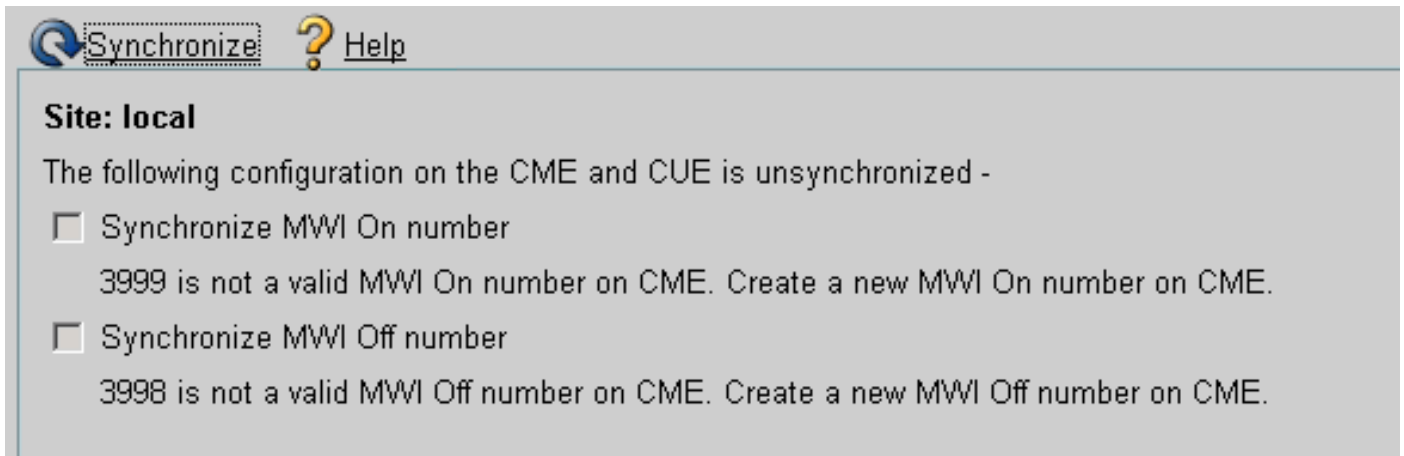 Synchronize Help
Site: local
The following configuration on the CME and CUE is unsynchronized -
Synchronize MWI On number
3999 is not a valid MWI On number on CME. Create a new MWI On number on CME.
Synchronize MWI Off number
3998 is not a valid MWI Off number on CME. Create a new MWI Off number on CME.